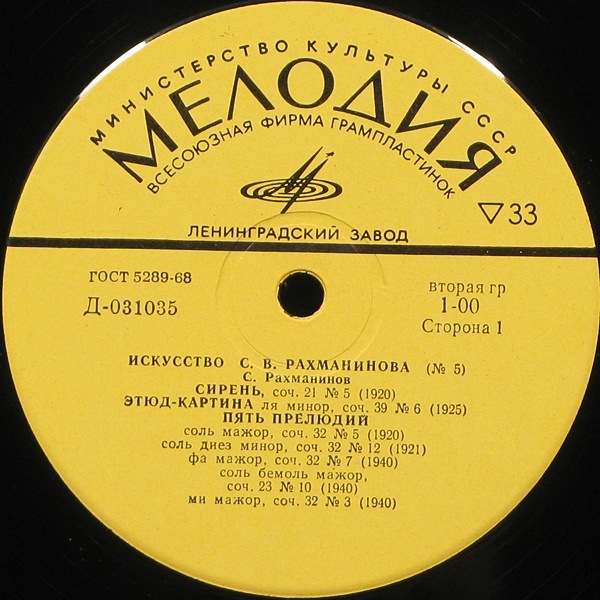 МИНИСТЕРСТВО КУЛЬТУРЫ СССР
МЕЛОДИЯ
ВСЕСОЮЗНАЯ ФИРМА ГРАМПЛАСТИНОК
▽33
ЛЕНИНГРАДСКИЙ ЗАВОД
ГОСТ 5289-68
Д-031035
вторая гр
1-00
Сторона 1
ИСКУССТВО С. В. РАХМАНИНОВА (№ 5)
С. Рахманинов
СИРЕНЬ, соч. 21 № 5 (1920)
ЭТЮД-КАРТИНА ля минор, соч. 39 № 6 (1925)
ПЯТЬ ПРЕЛЮДИЙ
соль мажор, соч. 32 № 5 (1920)
соль диез минор, соч. 32 № 12 (1921)
фа мажор, соч. 32 № 7 (1940)
соль бемоль мажор,
соч. 23 № 10 (1940)
ми мажор, соч. 32 № 3 (1940)